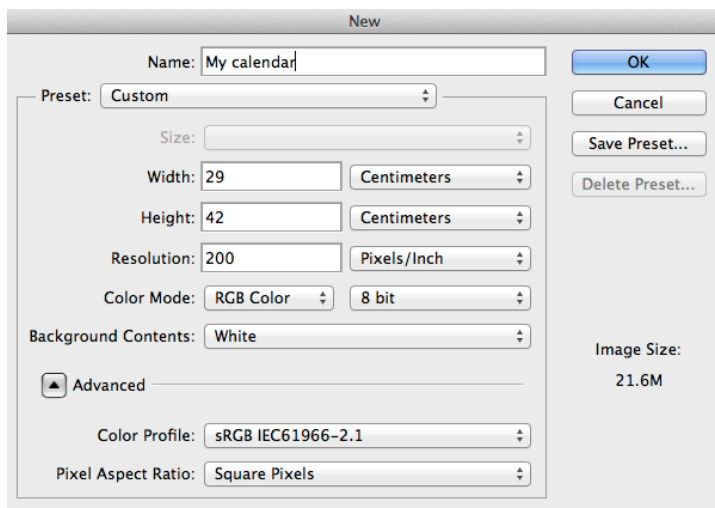 New
Name: My calendar
OK
Preset: Custom
Cancel
Size:
Save Preset...
Width: 29 Centimeters
Delete Preset...
Height: 42 Centimeters
Resolution: 200 Pixels/Inch
Color Mode: RGB Color 8 bit
Background Contents: White
Image Size:
21.6M
Advanced
Color Profile: sRGB IEC61966-2.1
Pixel Aspect Ratio: Square Pixels